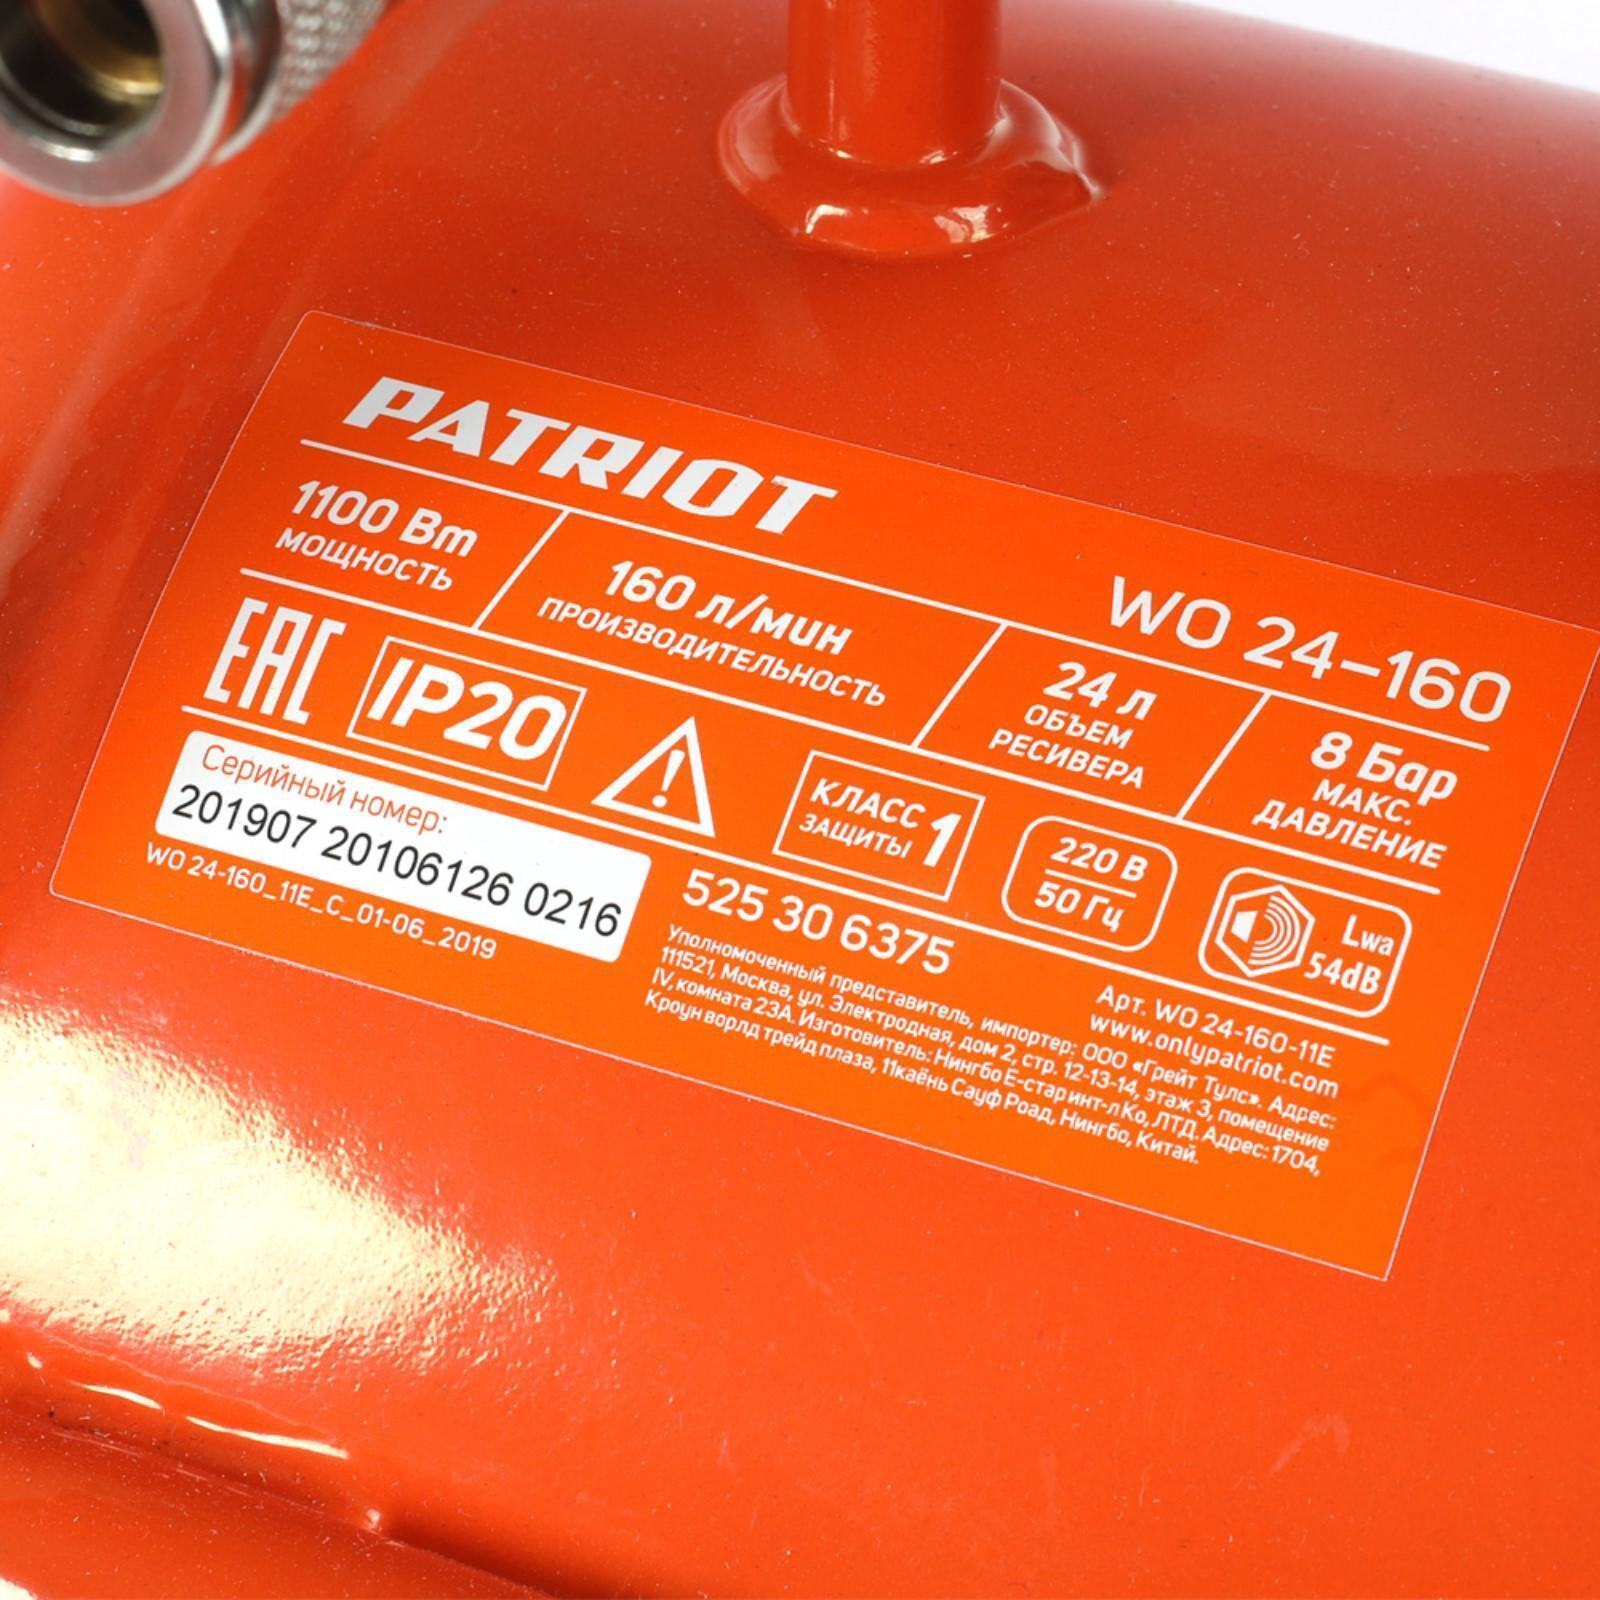 PATRIOT
WO 24-160
1100 Вт
МОЩНОСТЬ
160 л/мин
ПРОИЗВОДИТЕЛЬНОСТЬ
24 л
ОБЪЕМ
РЕСИВЕРА
8 Бар
МАКС.
ДАВЛЕНИЕ
EAC
IP20
КЛАСС
ЗАЩИТЫ 1
220 В
50 Гц
Lwa
54dB
Серийный номер:
201907 20106126 0216
WO 24-160_11E_C_01-06_2019
525 30 6375
Арт. WO 24-160-11E
www.onlypatriot.com
Уполномоченный представитель, импортер: ООО «Грейт Тулс». Адрес:
111521, Москва, ул. Электродная, дом 2, стр. 12-13-14, этаж 3, помещение
IV, комната 23А. Изготовитель: Нингбо Е-стар инт-л Ко, ЛТД. Адрес: 1704,
Кроун ворлд трейд плаза, 11каёнь Сауф Роад, Нингбо, Китай.